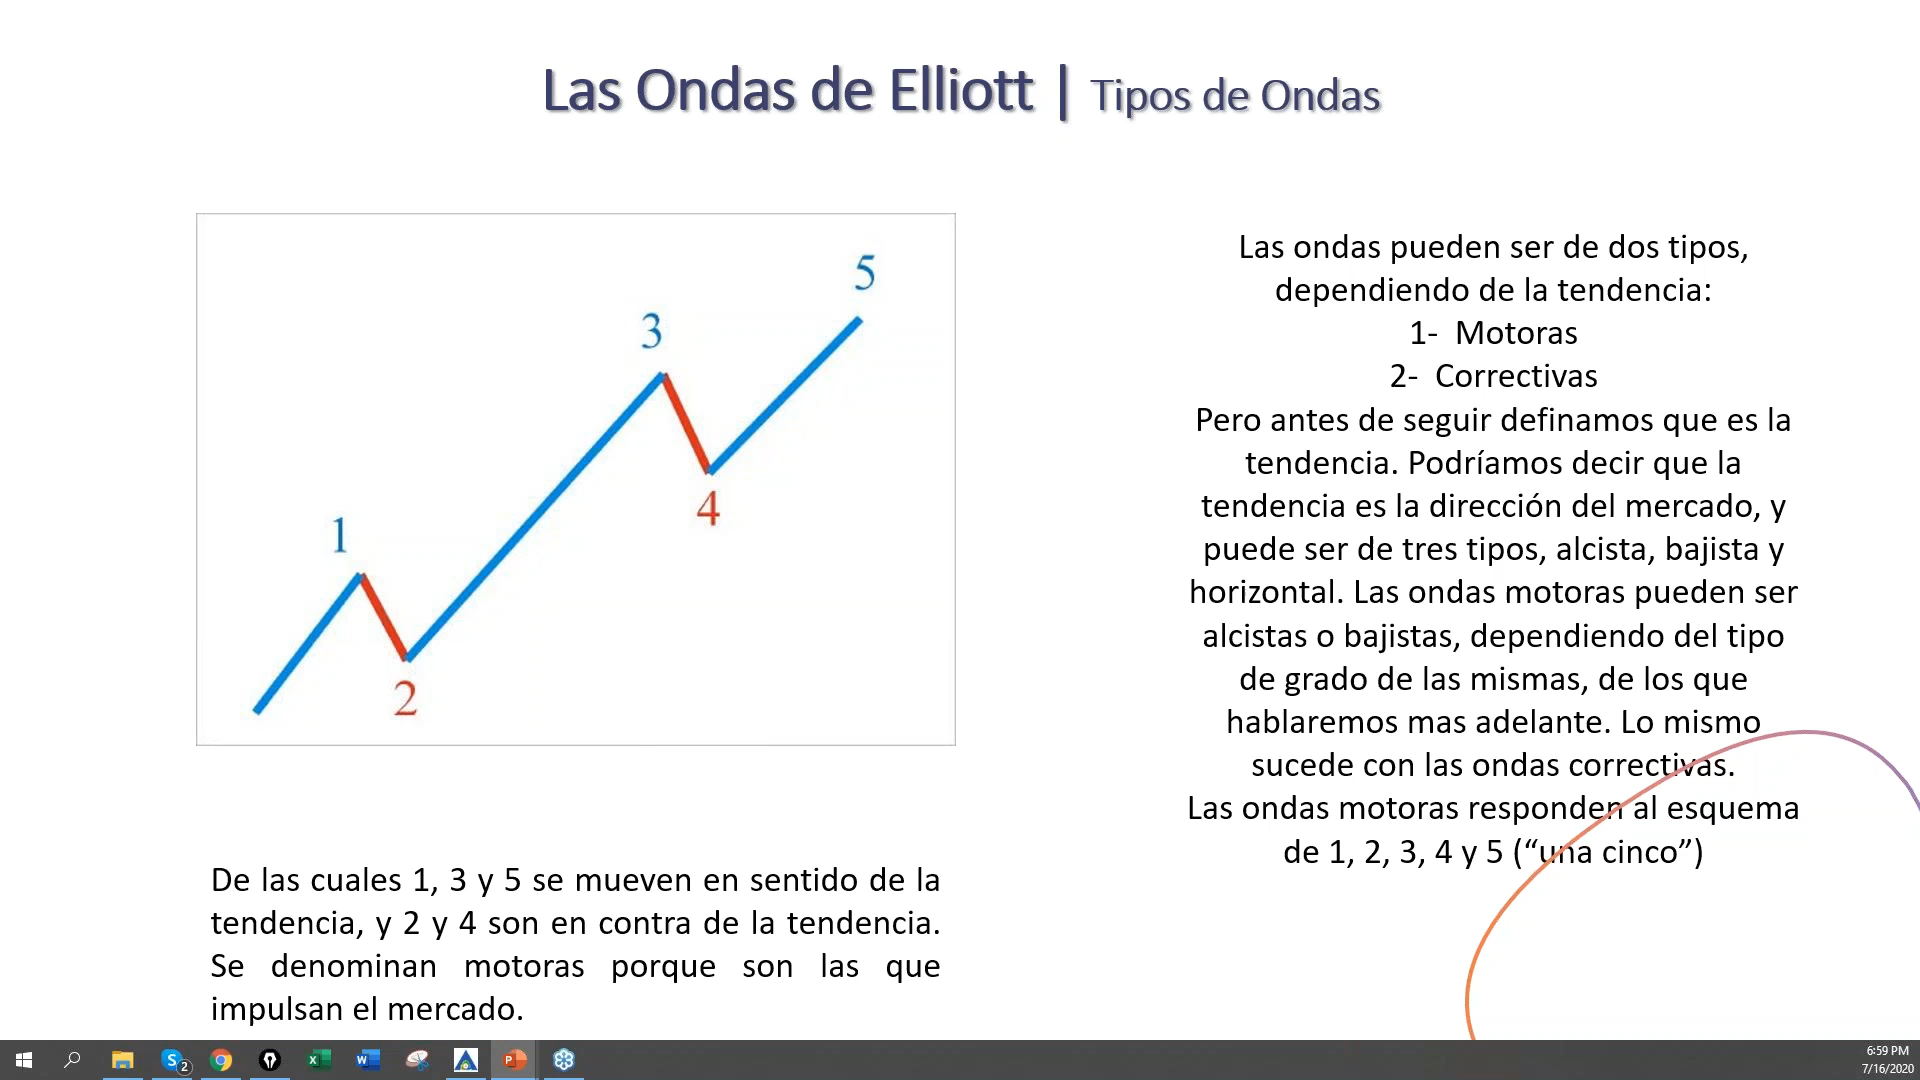 Las Ondas de Elliott | Tipos de Ondas
1
2
3
4
5
De las cuales 1, 3 y 5 se mueven en sentido de la
tendencia, y 2 y 4 son en contra de la tendencia.
Se denominan motoras porque son las que
impulsan el mercado.
Las ondas pueden ser de dos tipos,
dependiendo de la tendencia:
1- Motoras
2- Correctivas
Pero antes de seguir definamos que es la
tendencia. Podríamos decir que la
tendencia es la dirección del mercado, y
puede ser de tres tipos, alcista, bajista y
horizontal. Las ondas motoras pueden ser
alcistas o bajistas, dependiendo del tipo
de grado de las mismas, de los que
hablaremos mas adelante. Lo mismo
sucede con las ondas correctivas.
Las ondas motoras responden al esquema
de 1, 2, 3, 4 y 5 (“una cinco”)
S
2
X
W
P
6:59 PM
7/16/2020